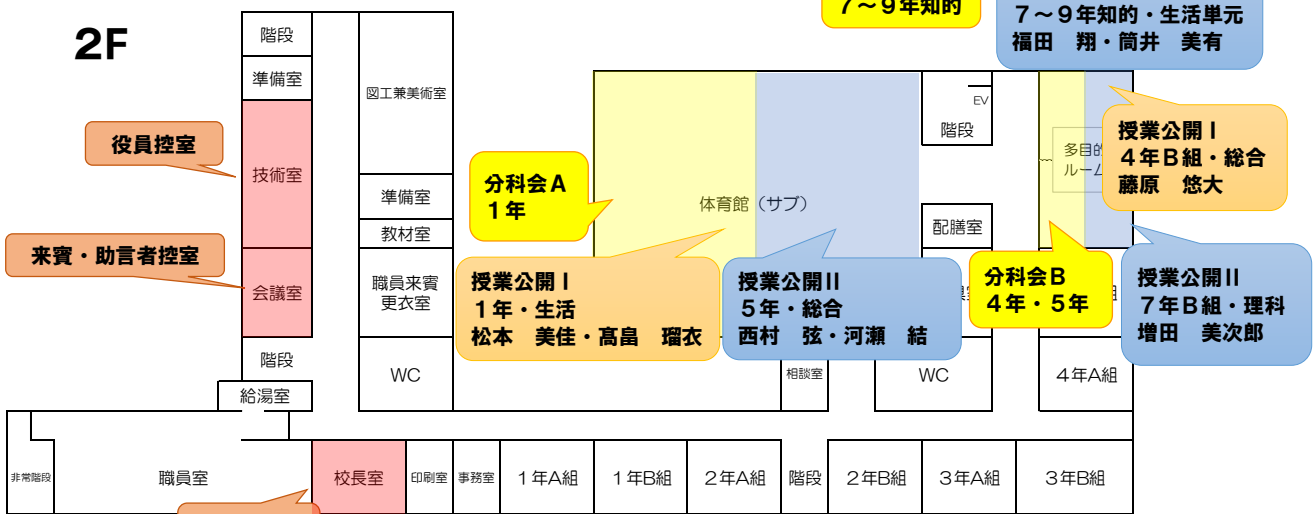 2F
７～９年知的
７～９年知的・生活単元
福田　翔・筒井　美有
階段
準備室
図工兼美術室
EV
階段
役員控室
技術室
分科会A
１年
準備室
教材室
体育館（サブ）
配膳室
多目的
ルーム
授業公開Ⅰ
４年B組・総合
藤原　悠大
来賓・助言者控室
会議室
職員来賓
更衣室
授業公開Ⅰ
１年・生活
松本　美佳・髙畠　瑠衣
授業公開II
５年・総合
西村　弦・河瀬　結
分科会B
４年・５年
組
授業公開II
７年B組・理科
増田　美次郎
階段
WC
相談室
WC
４年A組
給湯室
非常階段
職員室
校長室
印刷室
事務室
１年A組
１年B組
２年A組
階段
２年B組
３年A組
３年B組